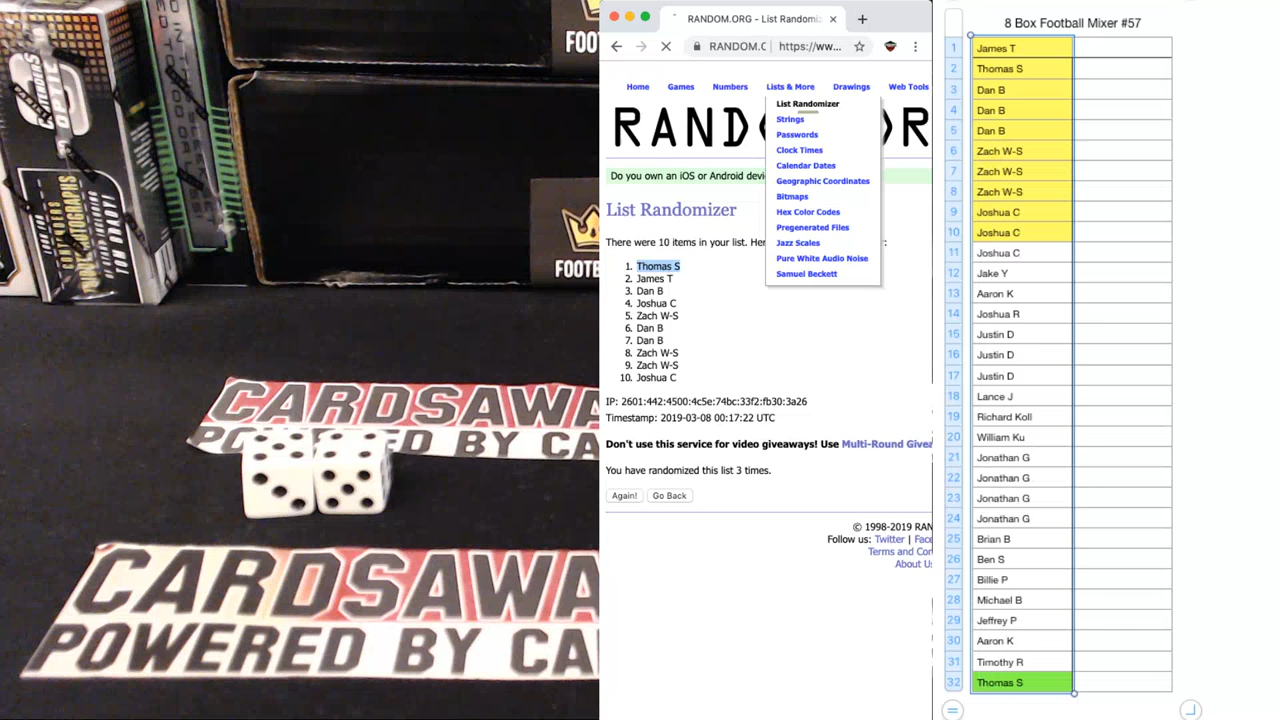 OPTIC
CONTENDERS
AUTOGRAPHS
FOO
FOOTB
CARDSAWA
POWERED BY CA
CARDSAWA
POWERED BY CA
RANDOM.ORG - List Randomiz
RANDOM.C
https://ww...
Home
Games
Numbers
Lists & More
Drawings
Web Tools
List Randomizer
Strings
Passwords
Clock Times
Calendar Dates
Geographic Coordinates
Bitmaps
Hex Color Codes
Pregenerated Files
Jazz Scales
Pure White Audio Noise
Samuel Beckett
Do you own an iOS or Android devi
List Randomizer
There were 10 items in your list. Her
1. Thomas S
2. James T
3. Dan B
4. Joshua C
5. Zach W-S
6. Dan B
7. Dan B
8. Zach W-S
9. Zach W-S
10. Joshua C
IP: 2601:442:4500:4c5e:74bc:33f2:fb30:3a26
Timestamp: 2019-03-08 00:17:22 UTC
Don't use this service for video giveaways! Use Multi-Round Givea
You have randomized this list 3 times.
Again!
Go Back
© 1998-2019 RAN
Follow us: Twitter | Face
Terms and Con
About Us
8 Box Football Mixer #57
1 James T
2 Thomas S
3 Dan B
4 Dan B
5 Dan B
6 Zach W-S
7 Zach W-S
8 Zach W-S
9 Joshua C
10 Joshua C
11 Joshua C
12 Jake Y
13 Aaron K
14 Joshua R
15 Justin D
16 Justin D
17 Justin D
18 Lance J
19 Richard Koll
20 William Ku
21 Jonathan G
22 Jonathan G
23 Jonathan G
24 Jonathan G
25 Brian B
26 Ben S
27 Billie P
28 Michael B
29 Jeffrey P
30 Aaron K
31 Timothy R
32 Thomas S